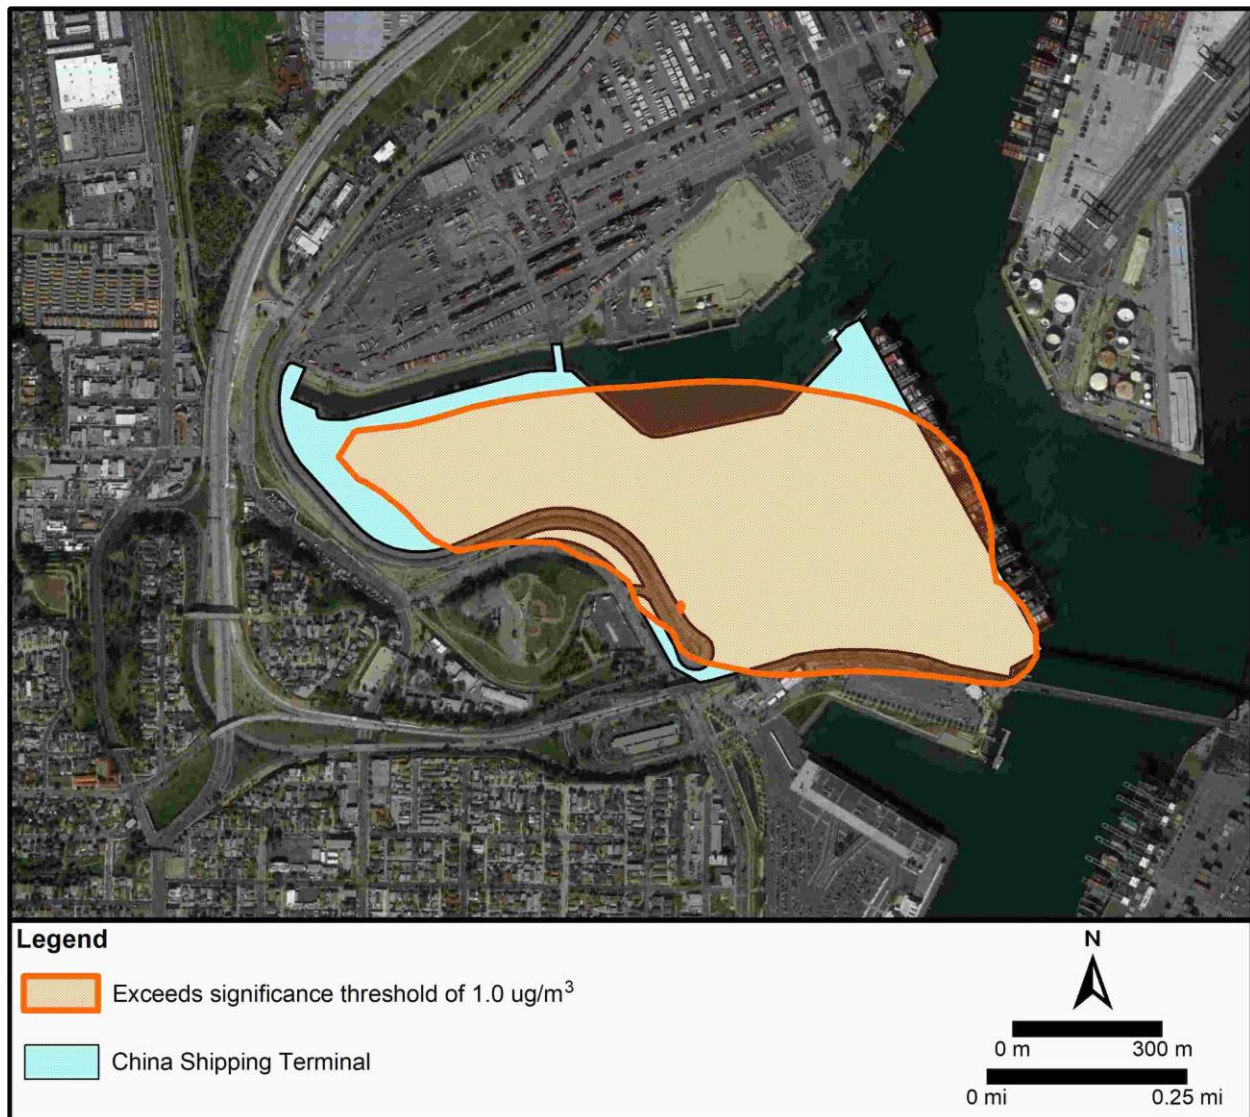 Legend
Exceeds significance threshold of 1.0 ug/m³
China Shipping Terminal
N
0 m 300 m
0 mi 0.25 mi